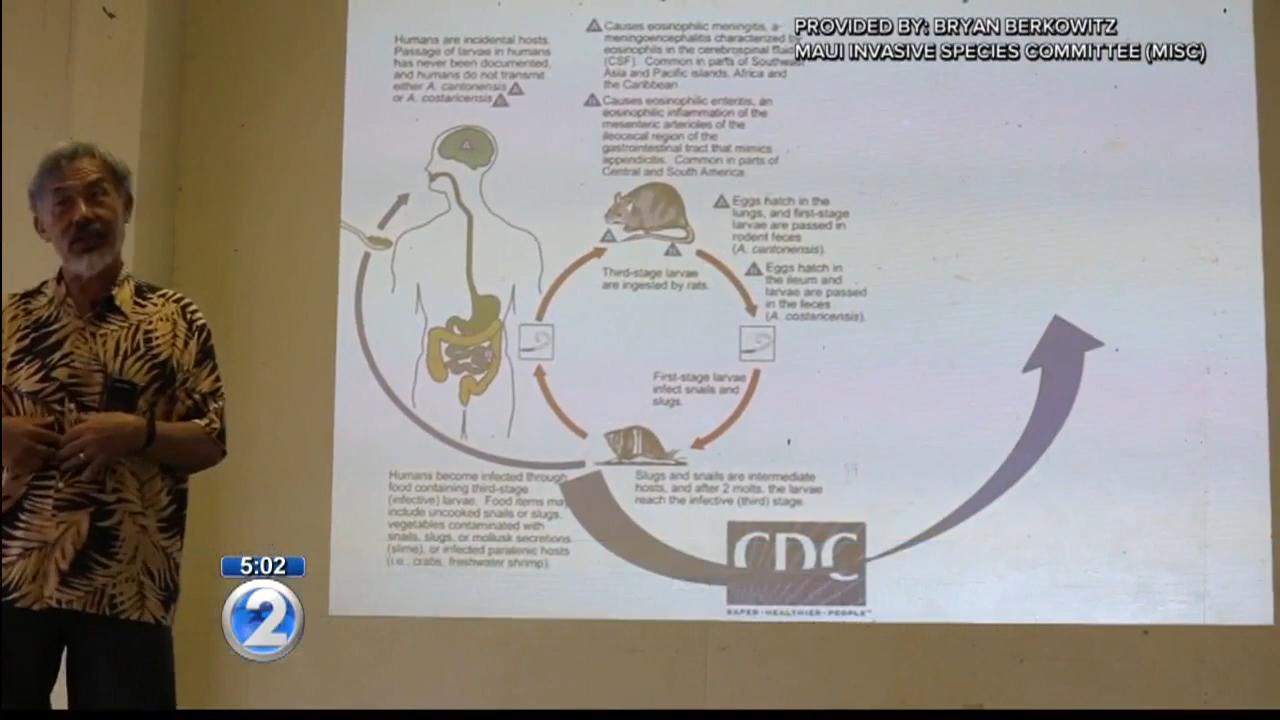 PROVIDED BY: BRYAN BERKOWITZ
MAUI INVASIVE SPECIES COMMITTEE (MISC)
Humans are incidental hosts.
Passage of larvae in humans
has never been documented,
and humans do not transmit
either A. cantonensis
or A. costaricensis
Causes eosinophilic meningitis, a
meningoencephalitis characterized by
eosinophils in the cerebrospinal fluid
(CSF). Common in parts of Southeast
Asia and Pacific islands, Africa and
the Caribbean
Causes eosinophilic enteritis, an
eosinophilic inflammation of the
mesenteric arterioles of the
ileocecal region of the
gastrointestinal tract that mimics
appendicitis. Common in parts of
Central and South America
Eggs hatch in the
lungs, and first-stage
larvae are passed in
rodent feces
(A. cantonensis).
Eggs hatch in
the ileum and
larvae are passed
in the feces
(A. costaricensis).
Third-stage larvae
are ingested by rats.
First-stage larvae
infect snails and
slugs.
Slugs and snails are intermediate
hosts, and after 2 molts, the larvae
reach the infective (third) stage
Humans become infected through
food containing third-stage
(infective) larvae. Food items may
include uncooked snails or slugs,
vegetables contaminated with
snails, slugs, or mollusk secretions
(slime), or infected paratenic hosts
(i.e., crabs, freshwater shrimp).
CDC
SAFER·HEALTHIER·PEOPLE™
5:02
2